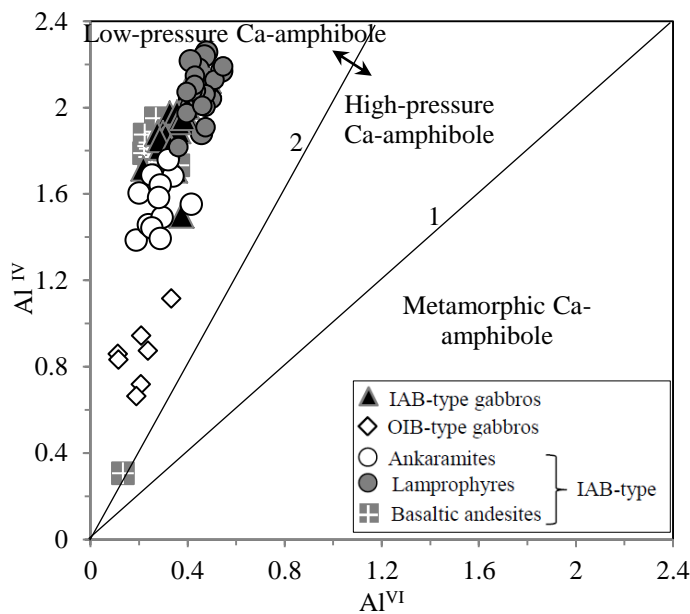 2.4
Low-pressure Ca-amphibole
2
High-pressure
Ca-amphibole
2
1.6
1
1.2
Al IV
Metamorphic Ca-
amphibole
0.8
IAB-type gabbros
OIB-type gabbros
0.4
Ankaramites
Lamprophyres
IAB-type
Basaltic andesites
0
0
0.4
0.8
1.2
1.6
2
2.4
Al VI